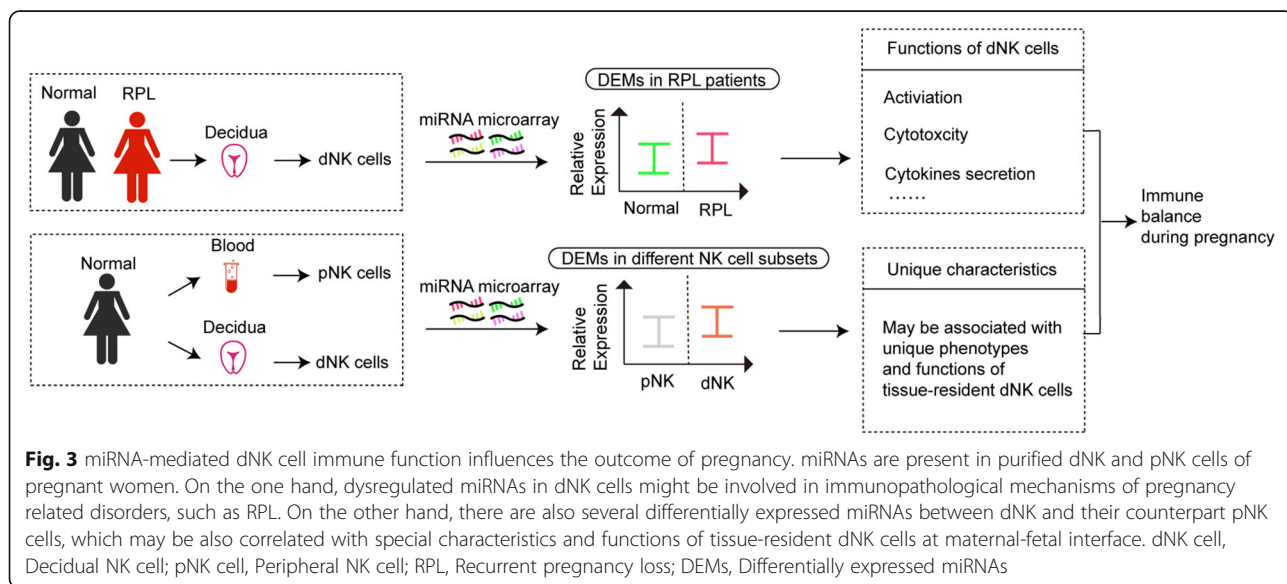 Normal RPL
Decidua
dNK cells
miRNA microarray
DEMs in RPL patients
Relative
Expression
Normal RPL
Functions of dNK cells
Activiation
Cytotoxcity
Cytokines secretion
......
Normal
Blood
pNK cells
Decidua
dNK cells
miRNA microarray
DEMs in different NK cell subsets
Relative
Expression
pNK dNK
Unique characteristics
May be associated with
unique phenotypes
and functions of
tissue-resident dNK cells
Immune
balance
during pregnancy
Fig. 3 miRNA-mediated dNK cell immune function influences the outcome of pregnancy. miRNAs are present in purified dNK and pNK cells of
pregnant women. On the one hand, dysregulated miRNAs in dNK cells might be involved in immunopathological mechanisms of pregnancy
related disorders, such as RPL. On the other hand, there are also several differentially expressed miRNAs between dNK and their counterpart pNK
cells, which may be also correlated with special characteristics and functions of tissue-resident dNK cells at maternal-fetal interface. dNK cell,
Decidual NK cell; pNK cell, Peripheral NK cell; RPL, Recurrent pregnancy loss; DEMs, Differentially expressed miRNAs